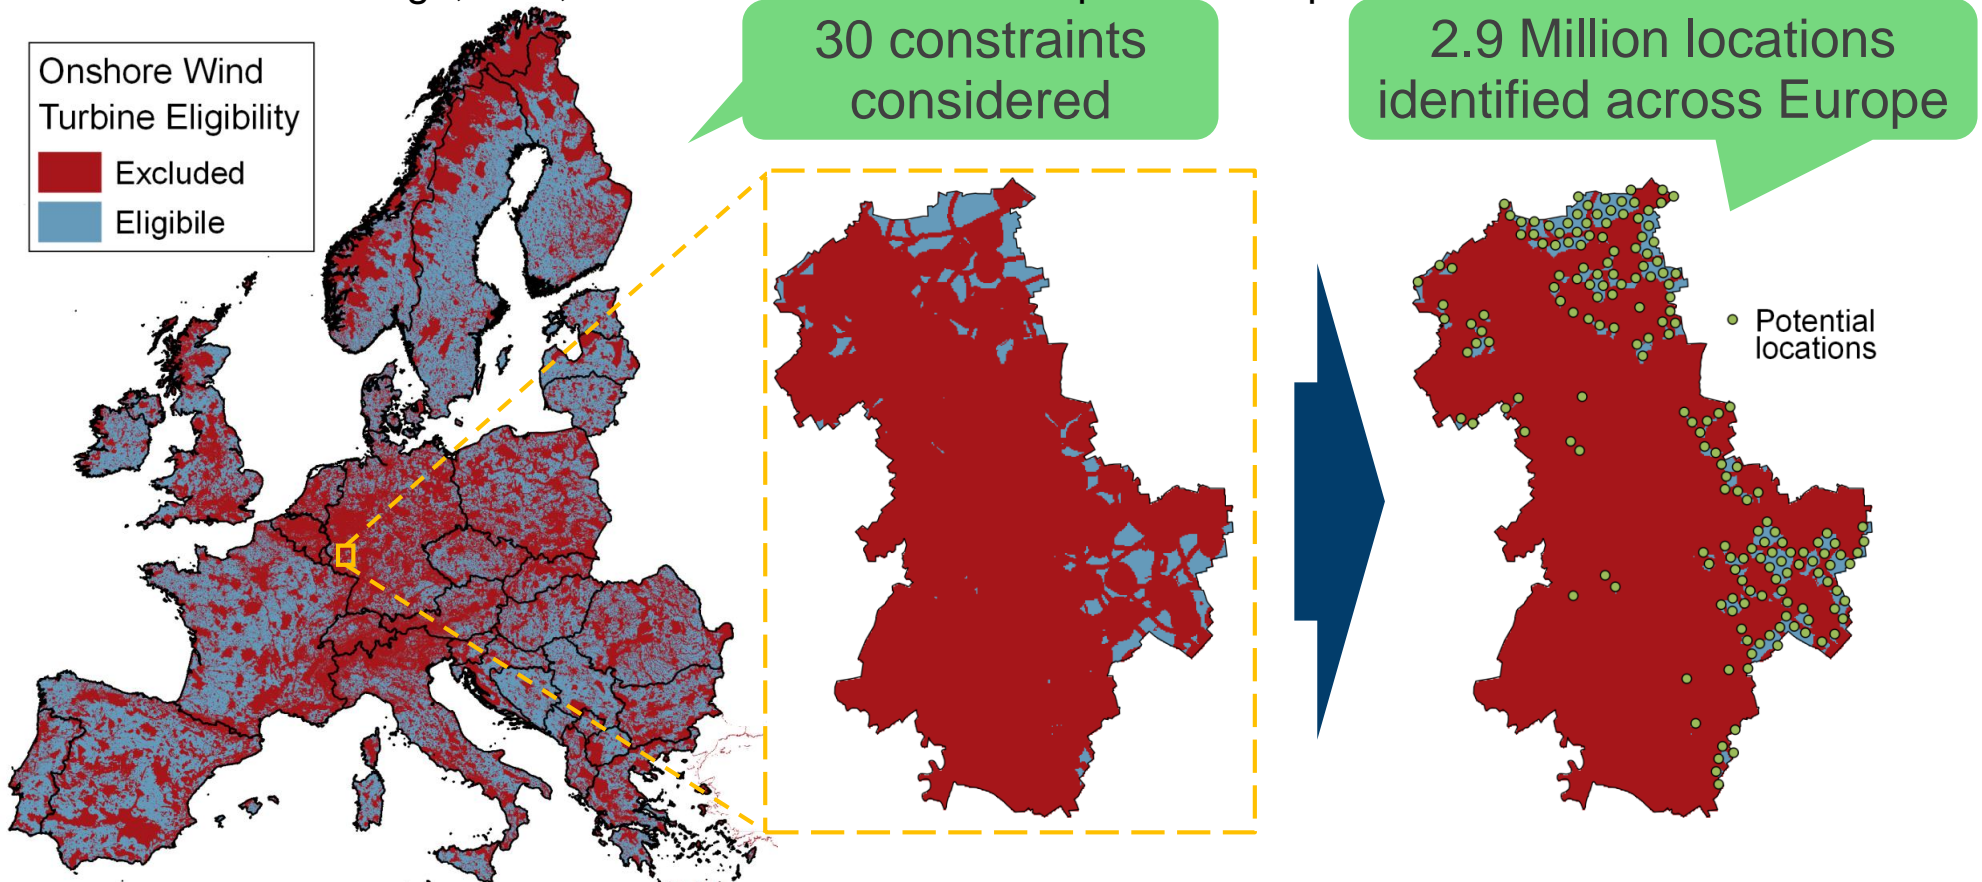 30 constraints
considered
2.9 Million locations
identified across Europe
Onshore Wind
Turbine Eligibility
Excluded
Eligibile
Potential
locations